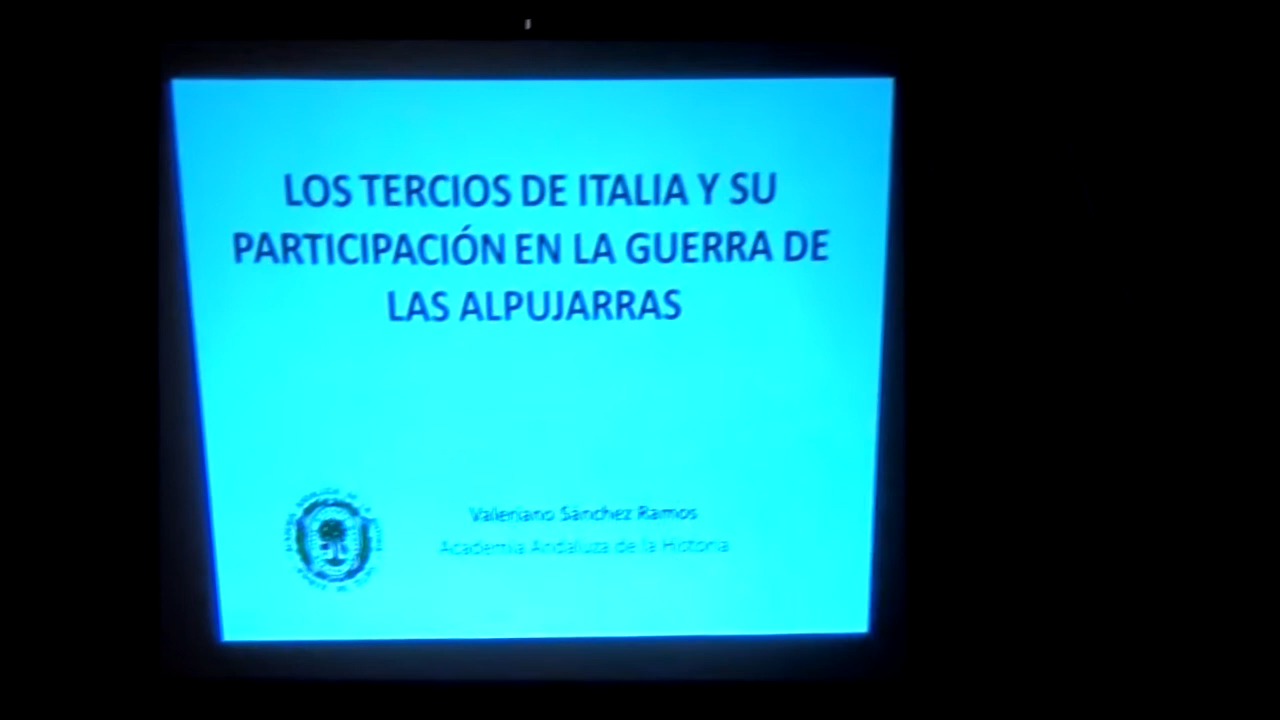 LOS TERCIOS DE ITALIA Y SU
PARTICIPACIÓN EN LA GUERRA DE
LAS ALPUJARRAS
Valeriano Sánchez Ramos
Academia Andaluza de la Historia